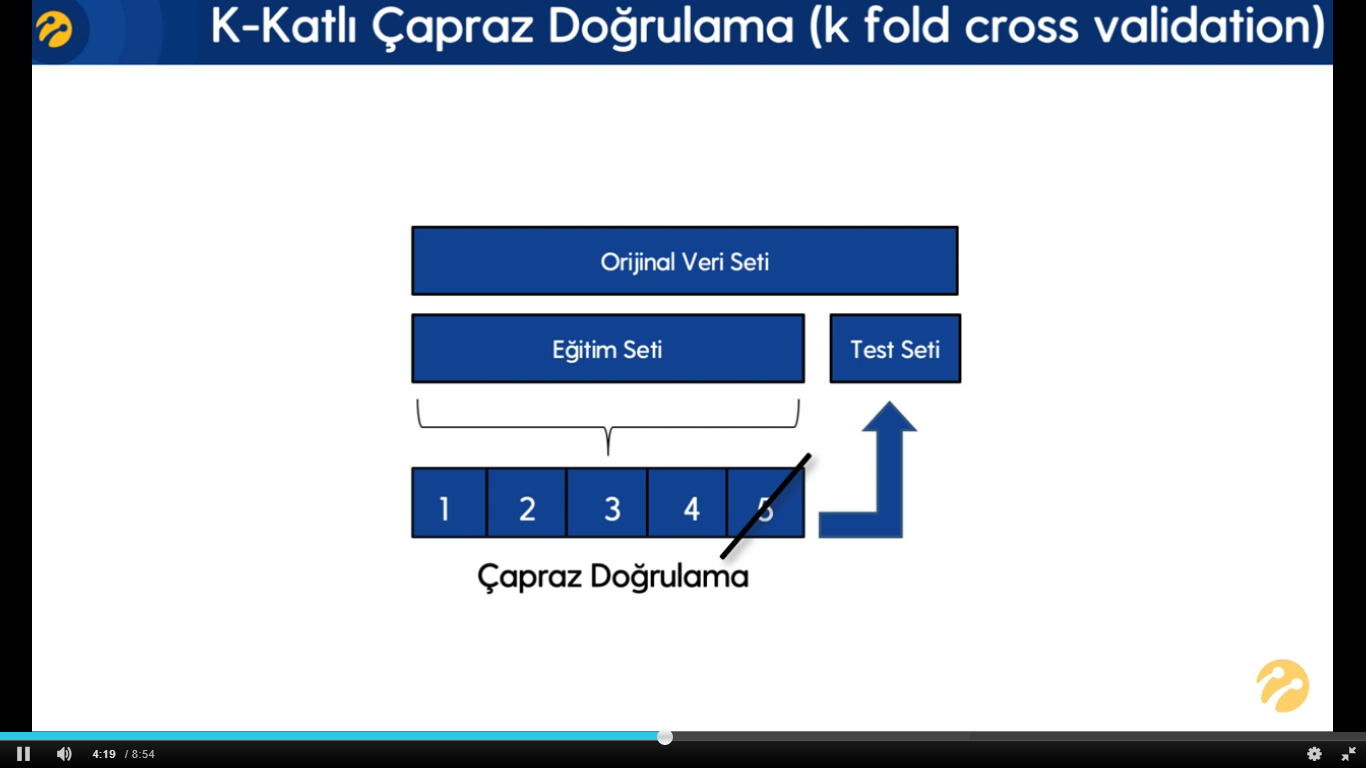 K-Katlı Çapraz Doğrulama (k fold cross validation)
Orijinal Veri Seti
Eğitim Seti
Test Seti
1 2 3 4 5
Çapraz Doğrulama
4:19 / 8:54